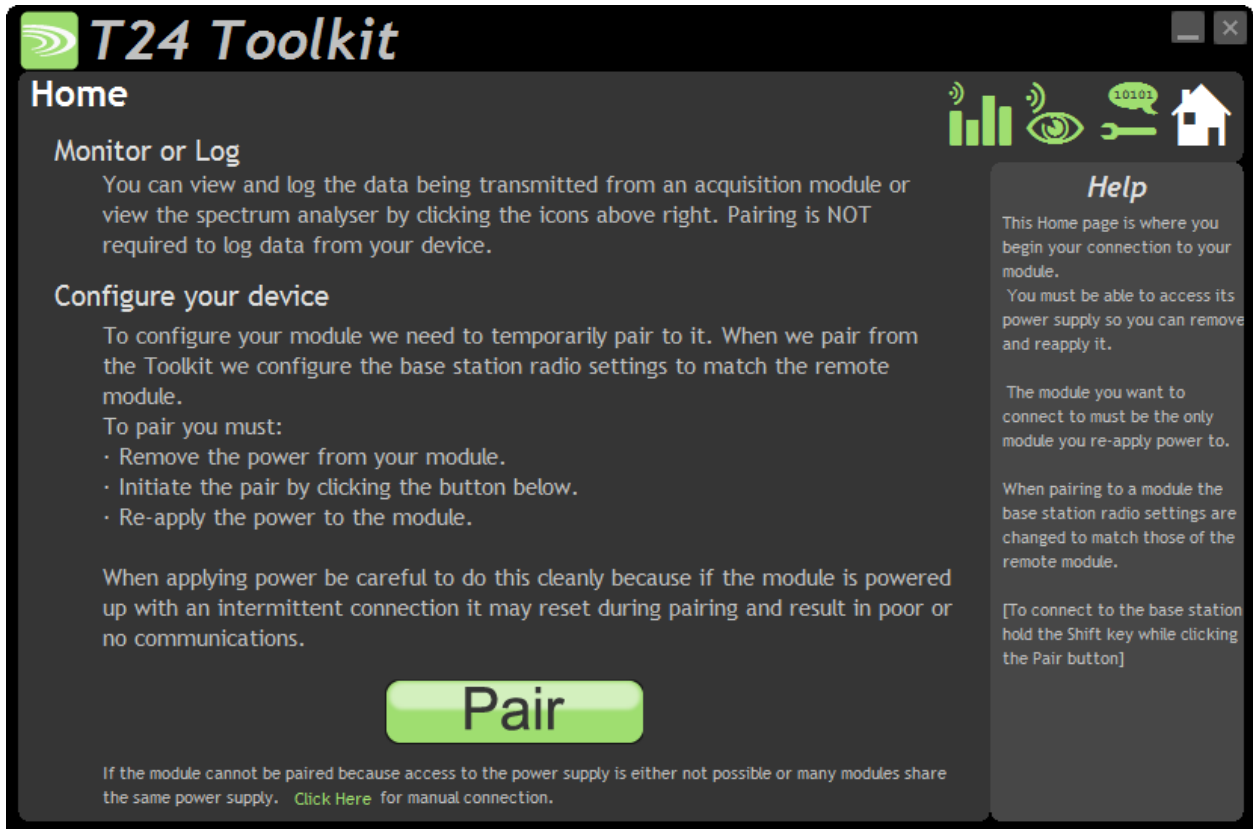 T24 Toolkit
Home
10101
Monitor or Log
You can view and log the data being transmitted from an acquisition module or
view the spectrum analyser by clicking the icons above right. Pairing is NOT
required to log data from your device.
Configure your device
To configure your module we need to temporarily pair to it. When we pair from
the Toolkit we configure the base station radio settings to match the remote
module.
To pair you must:
· Remove the power from your module.
· Initiate the pair by clicking the button below.
· Re-apply the power to the module.
When applying power be careful to do this cleanly because if the module is powered
up with an intermittent connection it may reset during pairing and result in poor or
no communications.
Pair
If the module cannot be paired because access to the power supply is either not possible or many modules share
the same power supply. Click Here for manual connection.
Help
This Home page is where you
begin your connection to your
module.
You must be able to access its
power supply so you can remove
and reapply it.
The module you want to
connect to must be the only
module you re-apply power to.
When pairing to a module the
base station radio settings are
changed to match those of the
remote module.
[To connect to the base station
hold the Shift key while clicking
the Pair button]